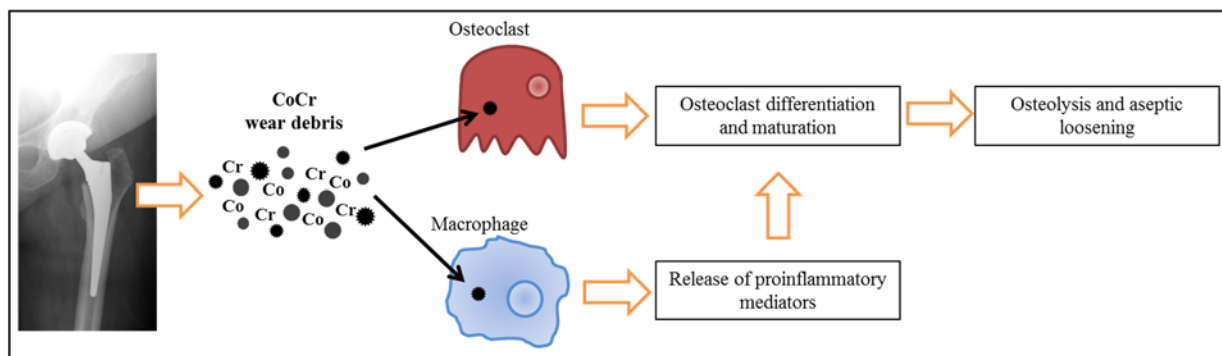 Osteoclast
CoCr
wear debris
Cr
Cr
Co
Co
Co
Cr
Co
Cr
Macrophage
Osteoclast differentiation
and maturation
Osteolysis and aseptic
loosening
Release of proinflammatory
mediators